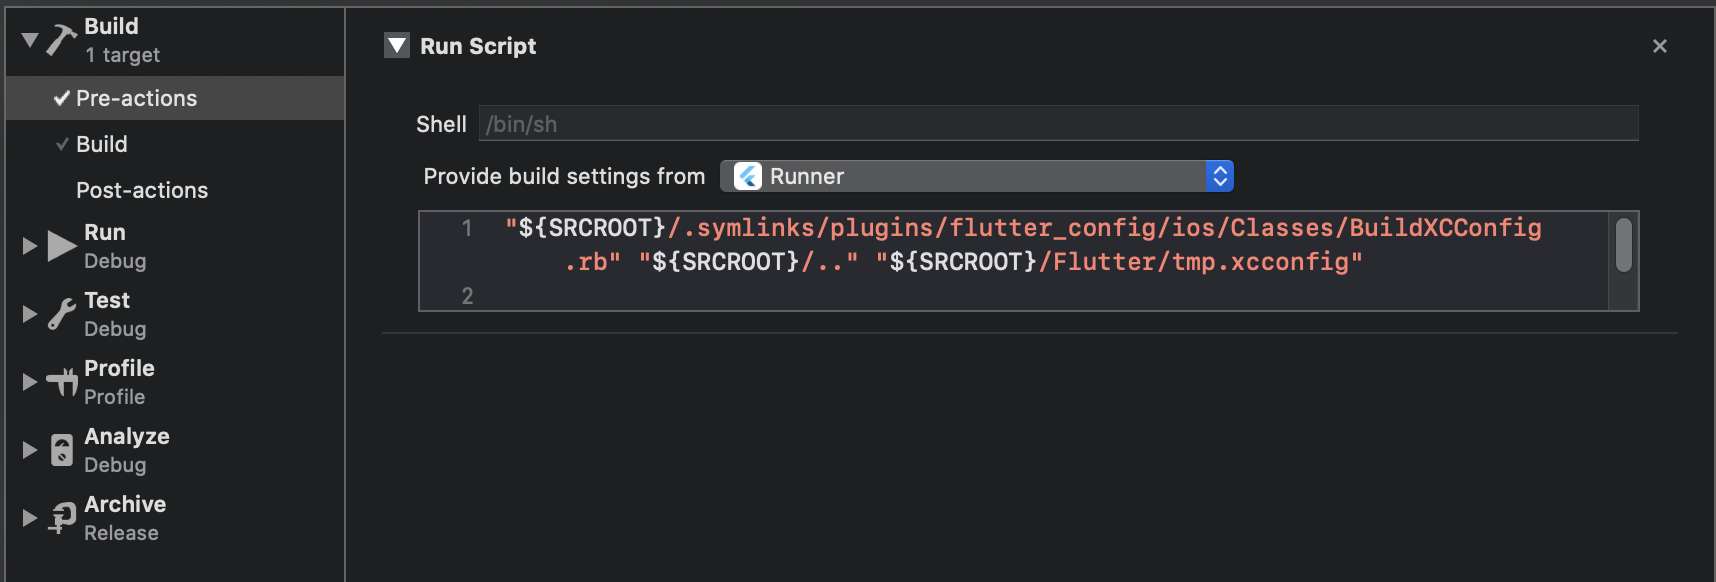 Build
1 target
Pre-actions
Build
Post-actions
Run
Debug
Test
Debug
Profile
Profile
Analyze
Debug
Archive
Release
Run Script
Shell /bin/sh
Provide build settings from Runner
1 "${SRCROOT}/.symlinks/plugins/flutter_config/ios/Classes/BuildXCConfig
.rb" "${SRCROOT}/.." "${SRCROOT}/Flutter/tmp.xcconfig"
2